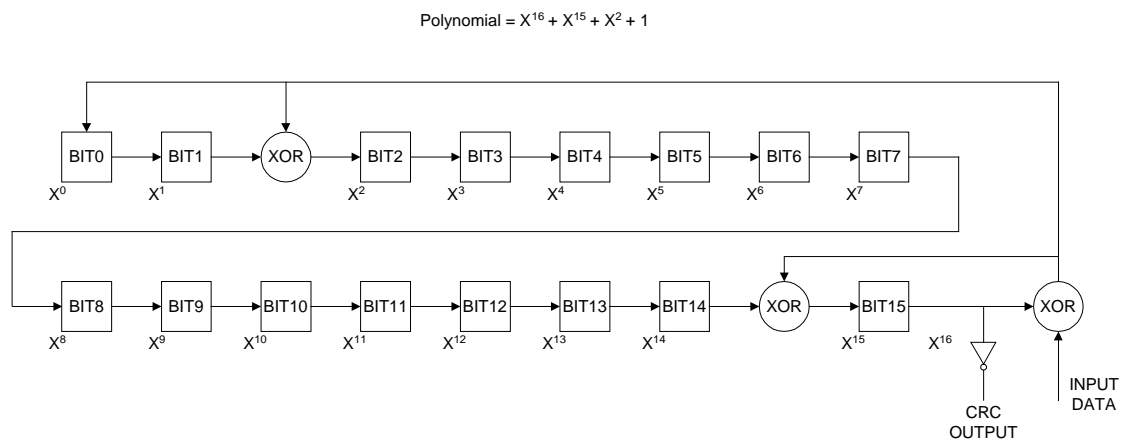 Polynomial = X¹⁶ + X¹⁵ + X² + 1
BIT0 BIT1 XOR BIT2 BIT3 BIT4 BIT5 BIT6 BIT7
X⁰ X¹ X² X³ X⁴ X⁵ X⁶ X⁷
BIT8 BIT9 BIT10 BIT11 BIT12 BIT13 BIT14 XOR BIT15 XOR
X⁸ X⁹ X¹⁰ X¹¹ X¹² X¹³ X¹⁴ X¹⁵ X¹⁶
CRC
OUTPUT
INPUT
DATA